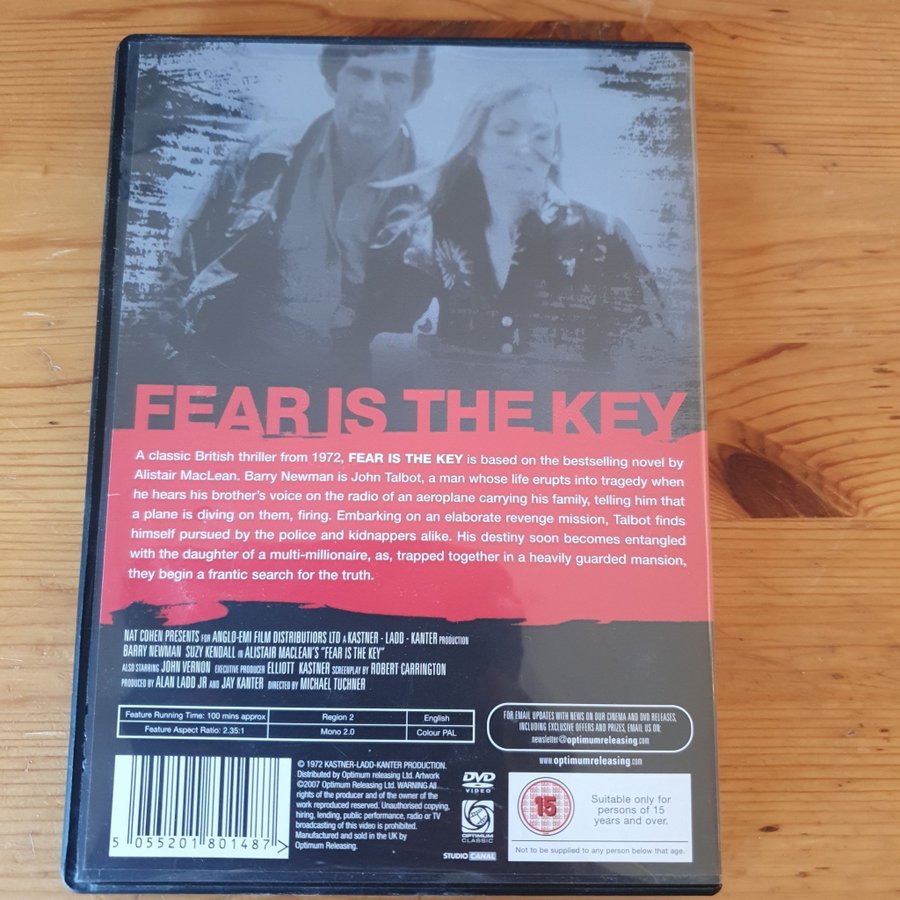 FEAR IS THE KEY
A classic British thriller from 1972, FEAR IS THE KEY is based on the bestselling novel by
Alistair MacLean. Barry Newman is John Talbot, a man whose life erupts into tragedy when
he hears his brother's voice on the radio of an aeroplane carrying his family, telling him that
a plane is diving on them, firing. Embarking on an elaborate revenge mission, Talbot finds
himself pursued by the police and kidnappers alike. His destiny soon becomes entangled
with the daughter of a multi-millionaire, as, trapped together in a heavily guarded mansion,
they begin a frantic search for the truth.
NAT COHEN PRESENTS FOR ANGLO-EMI FILM DISTRIBUTIORS LTD A KASTNER - LADD - KANTER PRODUCTION
BARRY NEWMAN SUZY KENDALL IN ALISTAIR MACLEAN'S "FEAR IS THE KEY"
ALSO STARRING JOHN VERNON EXECUTIVE PRODUCER ELLIOTT KASTNER SCREENPLAY BY ROBERT CARRINGTON
PRODUCED BY ALAN LADD JR AND JAY KANTER DIRECTED BY MICHAEL TUCHNER
Feature Running Time: 100 mins approx Region 2 English
Feature Aspect Ratio: 2.35:1 Mono 2.0 Colour PAL
FOR EMAIL UPDATES WITH NEWS ON OUR CINEMA AND DVD RELEASES,
INCLUDING EXCLUSIVE OFFERS AND PRIZES, EMAIL US ON:
newsletter@optimumreleasing.com
www.optimumreleasing.com
© 1972 KASTNER-LADD-KANTER PRODUCTION.
Distributed by Optimum releasing Ltd. Artwork
©2007 Optimum Releasing Ltd. WARNING All
rights of the producer and of the owner of the
work reproduced reserved. Unauthorised copying,
hiring, lending, public performance, radio or TV
broadcasting of this video is prohibited.
Manufactured and sold in the UK by
Optimum Releasing.
5 055201 801487 >
DVD
VIDEO
OPTIMUM
CLASSIC
STUDIO CANAL
15
Suitable only for
persons of 15
years and over.
Not to be supplied to any person below that age.